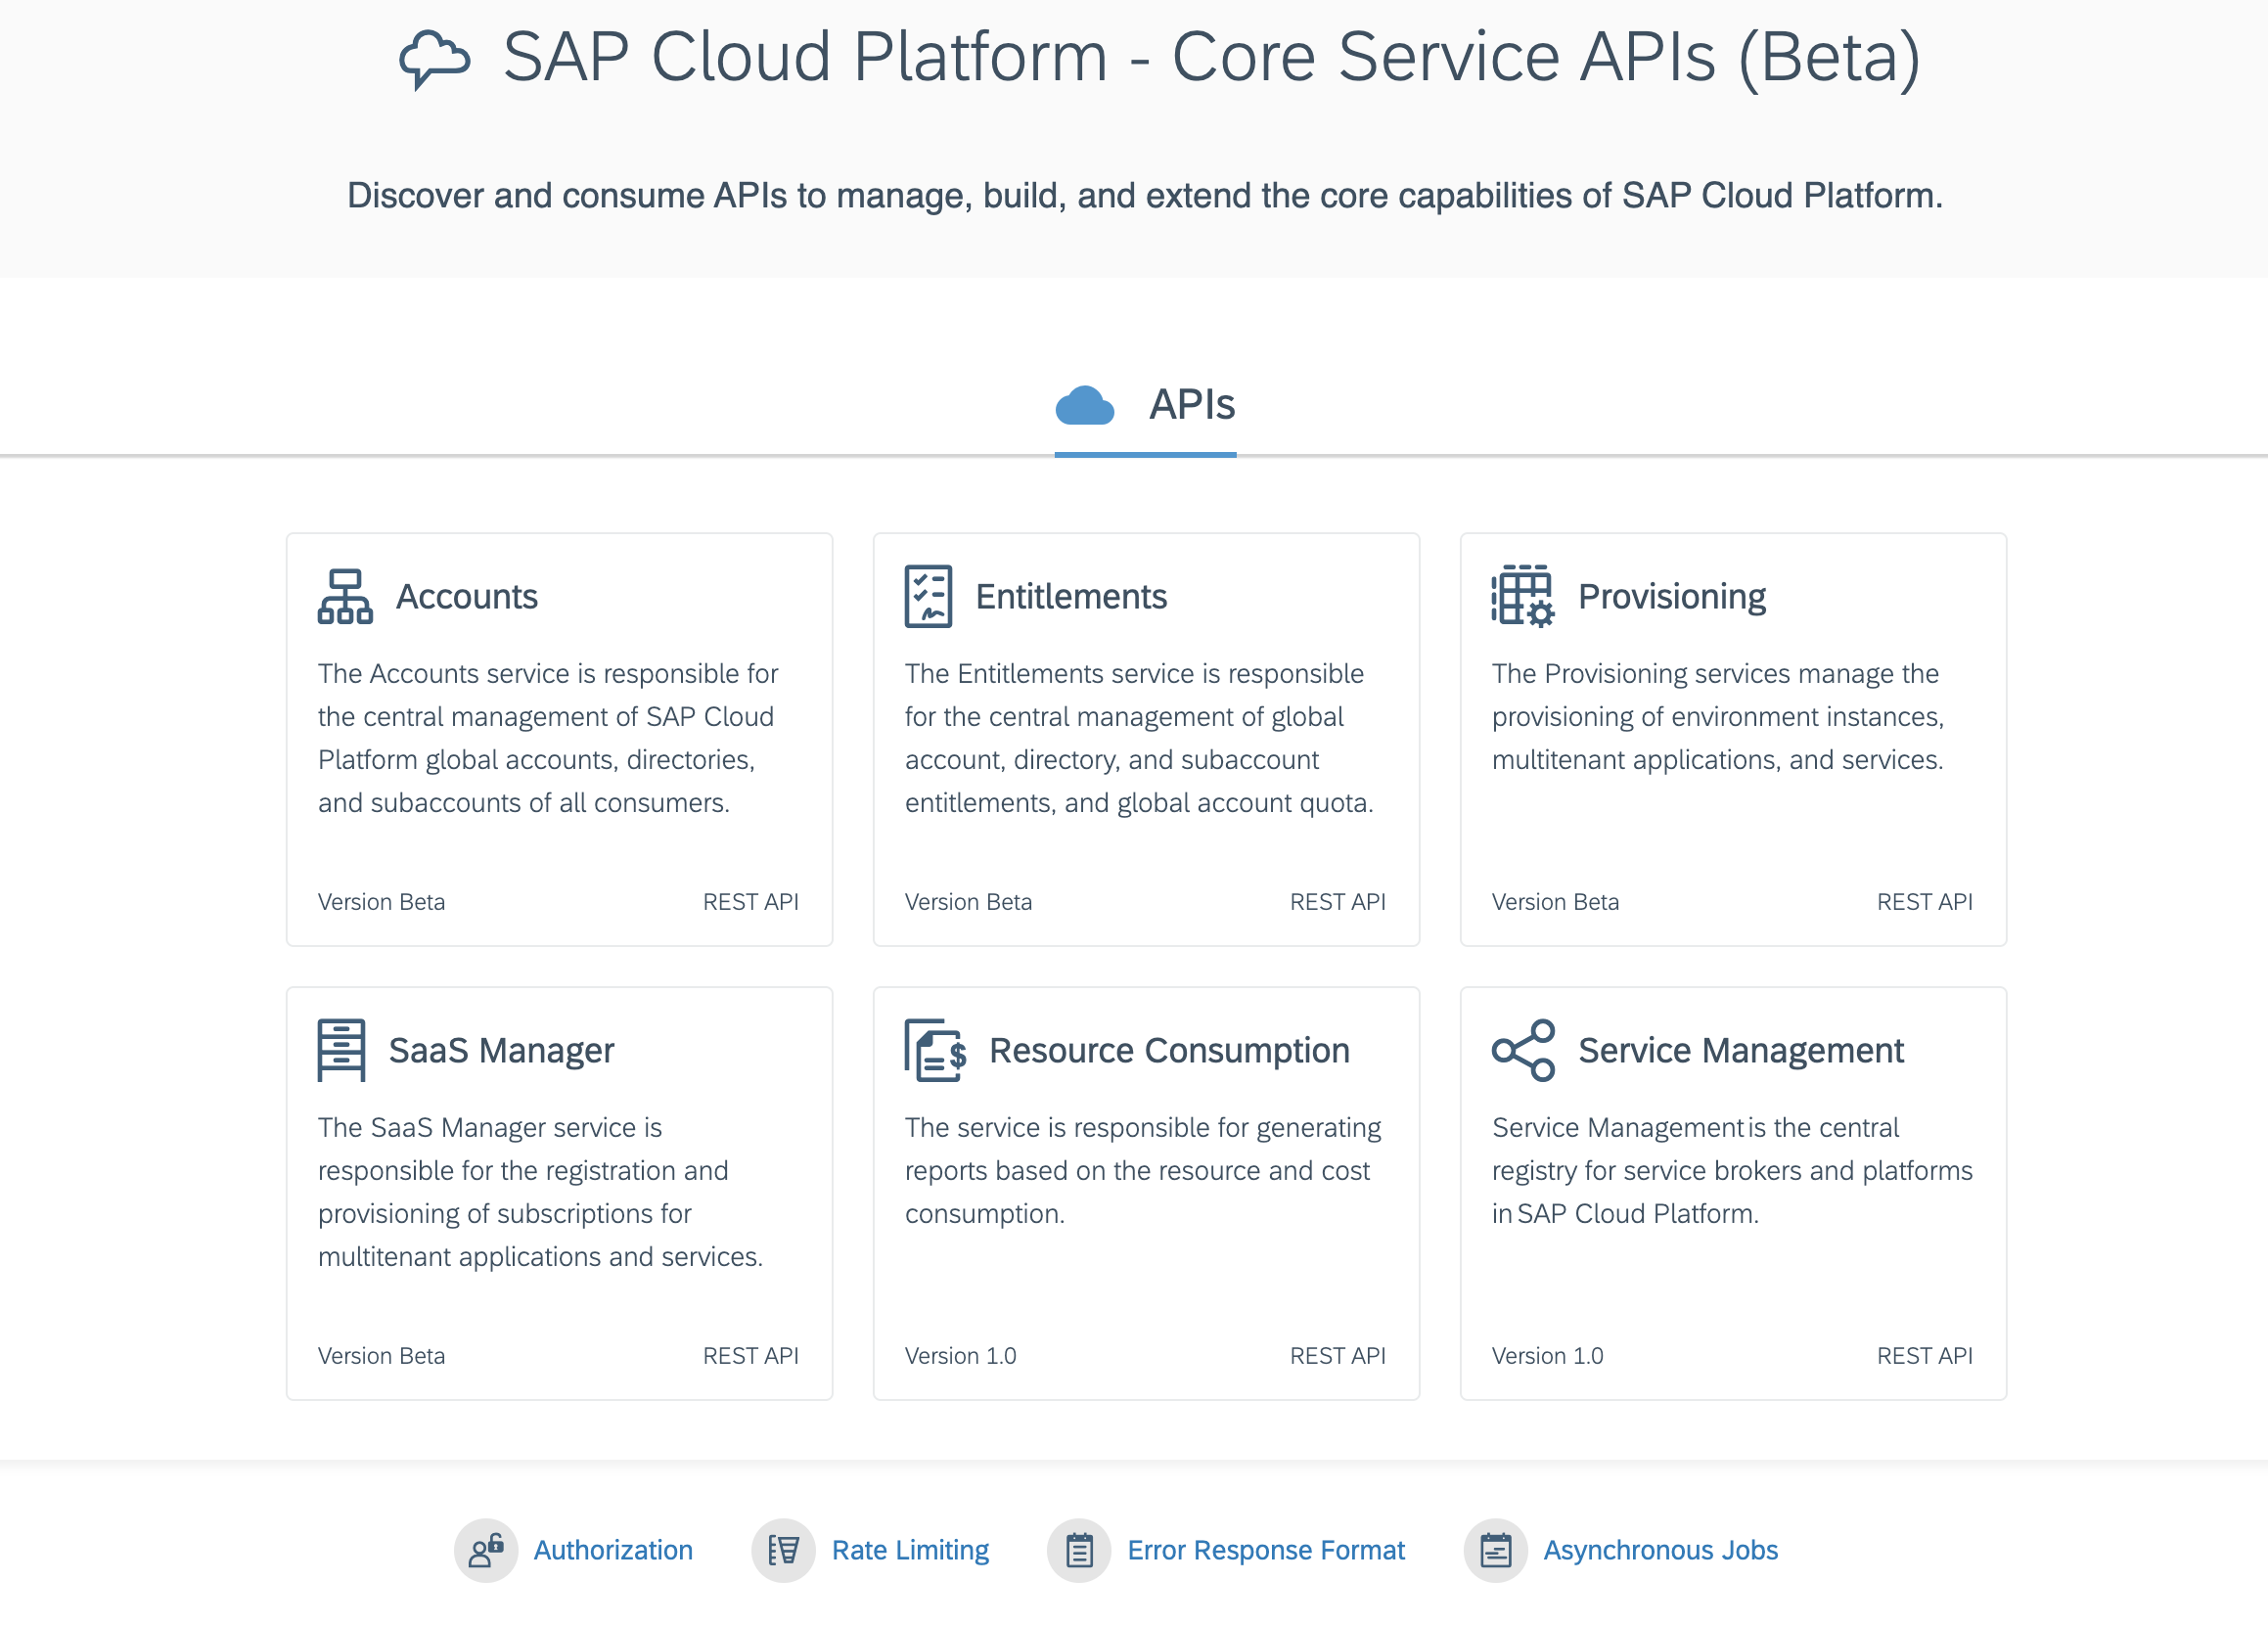 SAP Cloud Platform - Core Service APIs (Beta)
Discover and consume APIs to manage, build, and extend the core capabilities of SAP Cloud Platform.
APIs
Accounts
The Accounts service is responsible for
the central management of SAP Cloud
Platform global accounts, directories,
and subaccounts of all consumers.
Version Beta
REST API
Entitlements
The Entitlements service is responsible
for the central management of global
account, directory, and subaccount
entitlements, and global account quota.
Version Beta
REST API
Provisioning
The Provisioning services manage the
provisioning of environment instances,
multitenant applications, and services.
Version Beta
REST API
SaaS Manager
The SaaS Manager service is
responsible for the registration and
provisioning of subscriptions for
multitenant applications and services.
Version Beta
REST API
Resource Consumption
The service is responsible for generating
reports based on the resource and cost
consumption.
Version 1.0
REST API
Service Management
Service Management is the central
registry for service brokers and platforms
in SAP Cloud Platform.
Version 1.0
REST API
Authorization
Rate Limiting
Error Response Format
Asynchronous Jobs